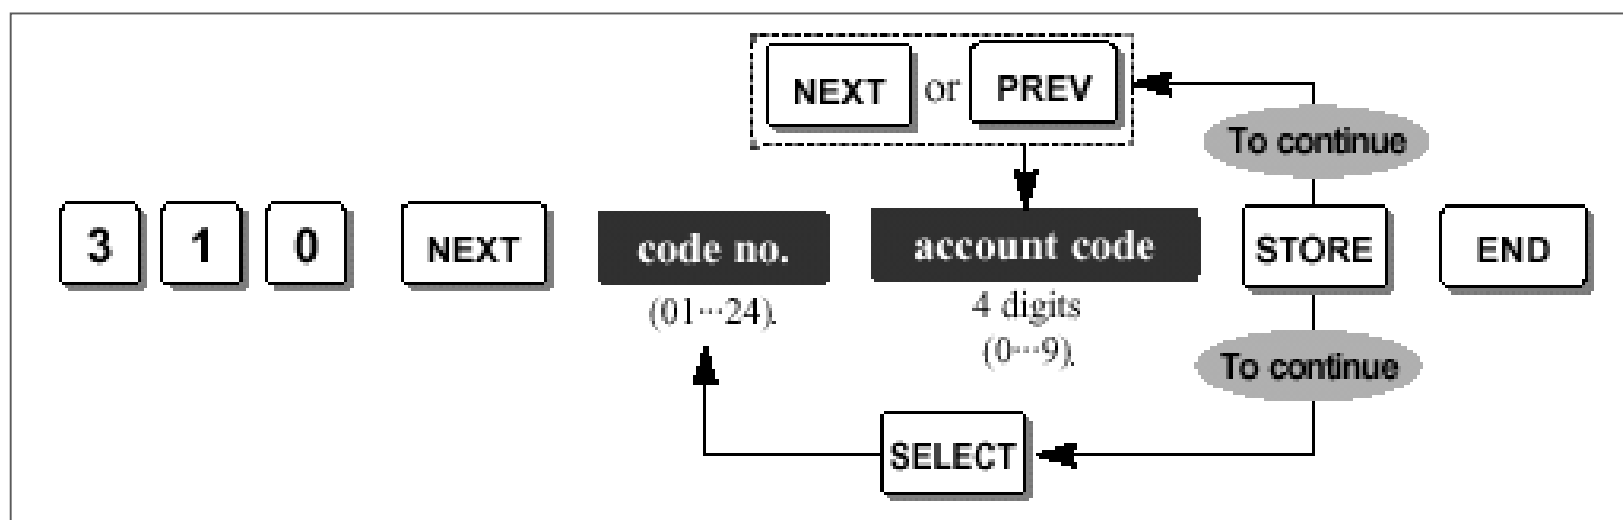 NEXT or PREV
To continue
3 1 0 NEXT code no. account code STORE END
(01···24).
4 digits
(0···9).
To continue
SELECT